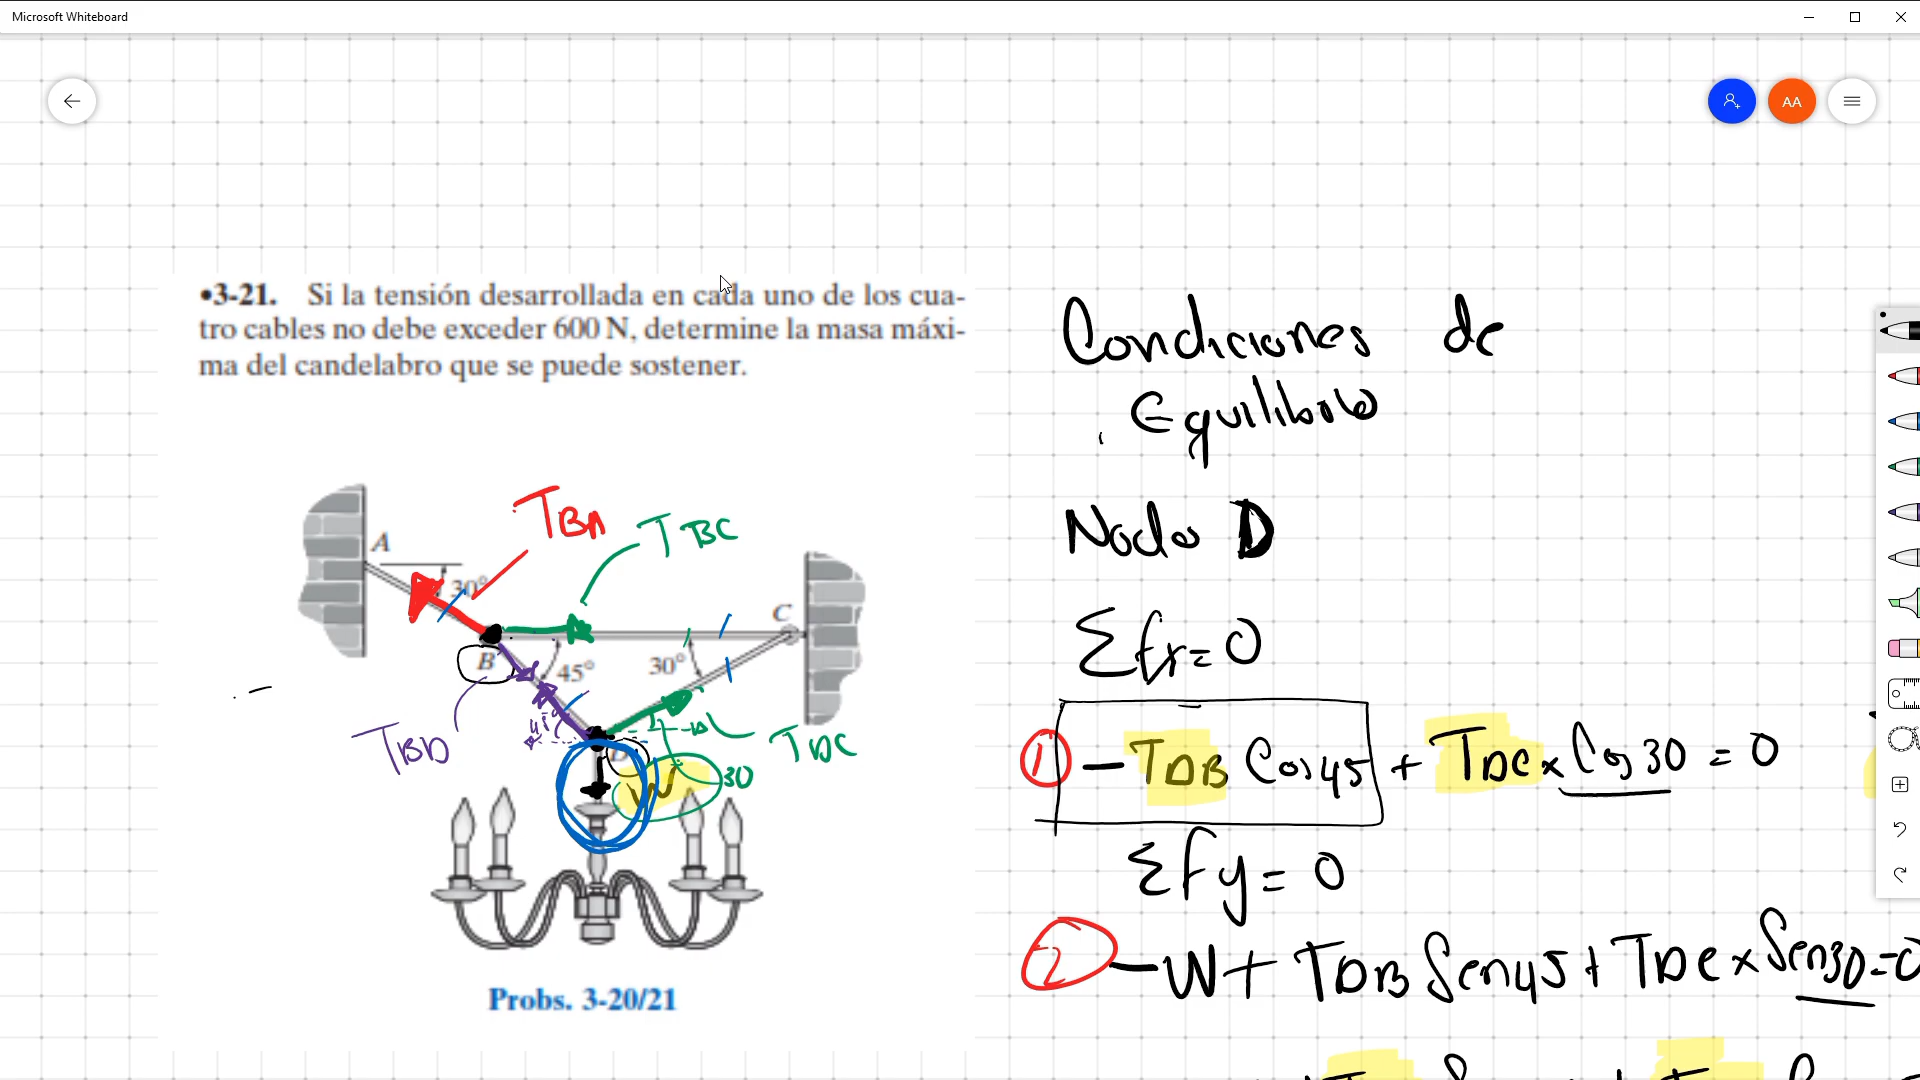 Microsoft Whiteboard
AA
•3-21. Si la tensión desarrollada en cada uno de los cua-
tro cables no debe exceder 600 N, determine la masa máxi-
ma del candelabro que se puede sostener.
Condiciones de
Equilibrio
Nodo D
ΣFx=0
① -TDB Cos45 + TDC x Cos 30 = 0
ΣFy=0
② -W+ TDB Sen45 + TDC x Sen30=0
TBA
TBC
A
30°
C
B
45°
30°
45°
TBD
TDC
D
W
30
Probs. 3-20/21